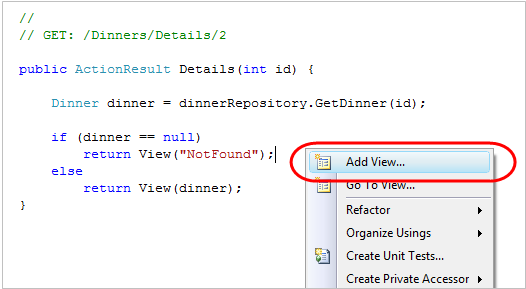 //
// GET: /Dinners/Details/2
public ActionResult Details(int id) {
Dinner dinner = dinnerRepository.GetDinner(id);
if (dinner == null)
return View("NotFound");
else
return View(dinner);
}
Add View...
Go To View...
Refactor
Organize Usings
Create Unit Tests...
Create Private Accessor